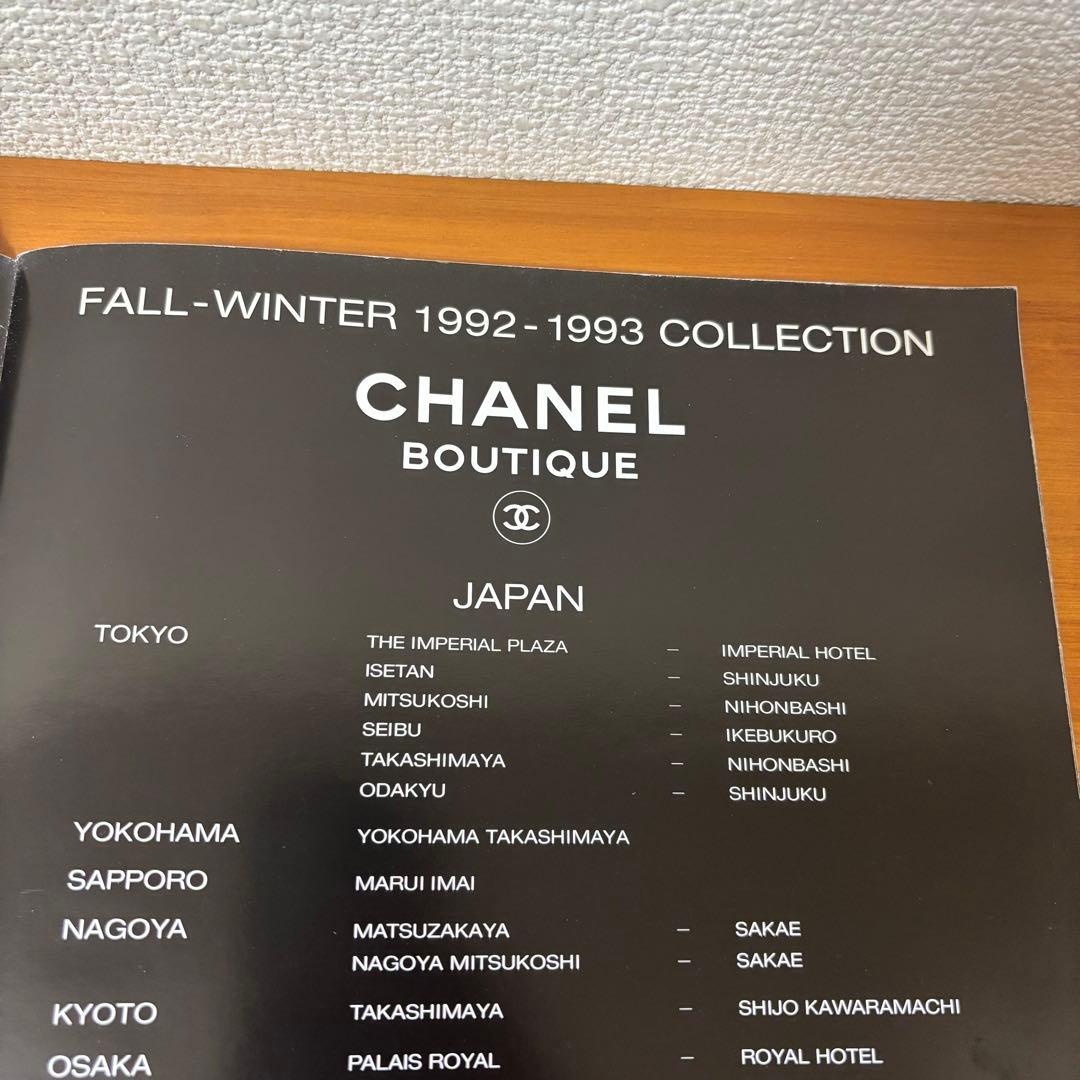 FALL-WINTER 1992-1993 COLLECTION
CHANEL
BOUTIQUE
JAPAN
TOKYO THE IMPERIAL PLAZA – IMPERIAL HOTEL
ISETAN – SHINJUKU
MITSUKOSHI – NIHONBASHI
SEIBU – IKEBUKURO
TAKASHIMAYA – NIHONBASHI
ODAKYU – SHINJUKU
YOKOHAMA YOKOHAMA TAKASHIMAYA
SAPPORO MARUI IMAI
NAGOYA MATSUZAKAYA – SAKAE
NAGOYA MITSUKOSHI – SAKAE
KYOTO TAKASHIMAYA – SHIJO KAWARAMACHI
OSAKA PALAIS ROYAL – ROYAL HOTEL